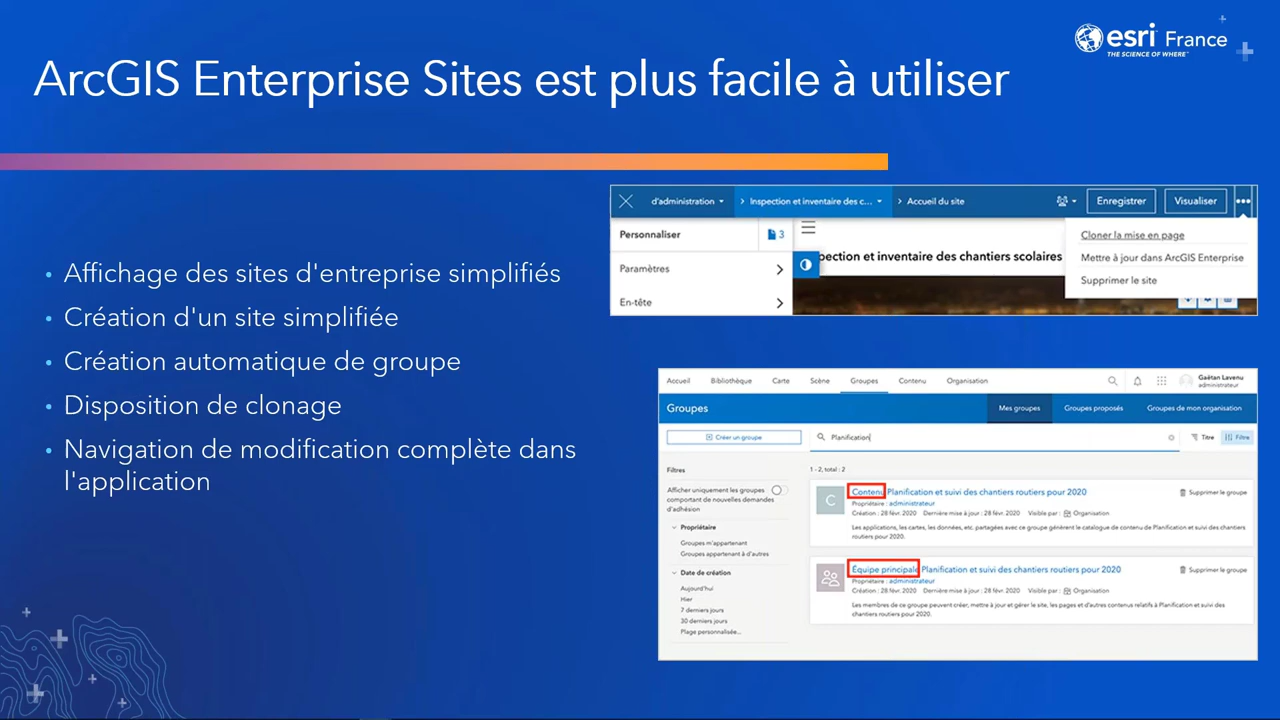 esri France
THE SCIENCE OF WHERE™
ArcGIS Enterprise Sites est plus facile à utiliser
• Affichage des sites d'entreprise simplifiés
• Création d'un site simplifiée
• Création automatique de groupe
• Disposition de clonage
• Navigation de modification complète dans
l'application
d'administration
Inspection et inventaire des c...
Accueil du site
Enregistrer
Visualiser
Personnaliser
3
Cloner la mise en page
Mettre à jour dans ArcGIS Enterprise
Supprimer le site
pection et inventaire des chantiers scolaires
Paramètres
En-tête
Accueil Bibliothèque Carte Scène Groupes Contenu Organisation
Gaëtan Lavenu
administrateur
Groupes
Mes groupes Groupes proposés Groupes de mon organisation
Créer un groupe
Planification
Titre
Filtre
Filtres
1 - 2, total : 2
Afficher uniquement les groupes
comportant de nouvelles demandes
d'adhésion
Propriétaire
Groupes m'appartenant
Groupes appartenant à d'autres
Date de création
Aujourd'hui
Hier
7 derniers jours
30 derniers jours
Plage personnalisée...
C
Contenu Planification et suivi des chantiers routiers pour 2020
Supprimer le groupe
Propriétaire : administrateur
Création : 28 févr. 2020 Dernière mise à jour : 28 févr. 2020 Visible par : Organisation
Les applications, les cartes, les données, etc. partagées avec ce groupe génèrent le catalogue de contenu de Planification et suivi des chantiers
routiers pour 2020.
Équipe principale Planification et suivi des chantiers routiers pour 2020
Supprimer le groupe
Propriétaire : administrateur
Création : 28 févr. 2020 Dernière mise à jour : 28 févr. 2020 Visible par : Organisation
Les membres de ce groupe peuvent créer, mettre à jour et gérer le site, les pages et d'autres contenus relatifs à Planification et suivi des
chantiers routiers pour 2020.